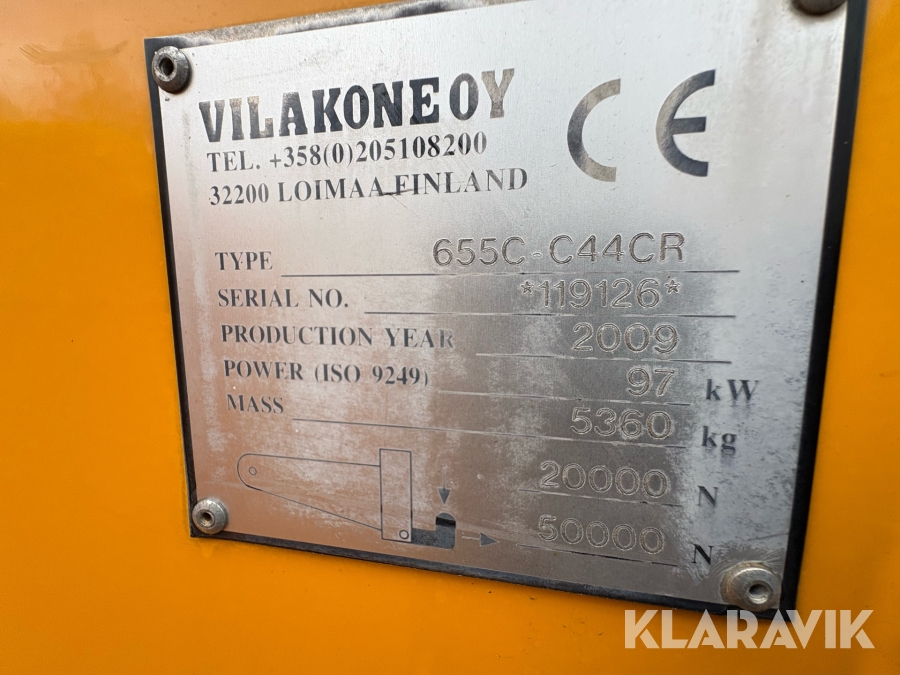 VILAKONE OY
CE
TEL. +358(0)205108200
32200 LOIMAA FINLAND
TYPE 655C-C44CR
SERIAL NO. *119126*
PRODUCTION YEAR 2009
POWER (ISO 9249) 97 kW
MASS 5360 kg
20000 N
50000 N
KLARAVIK